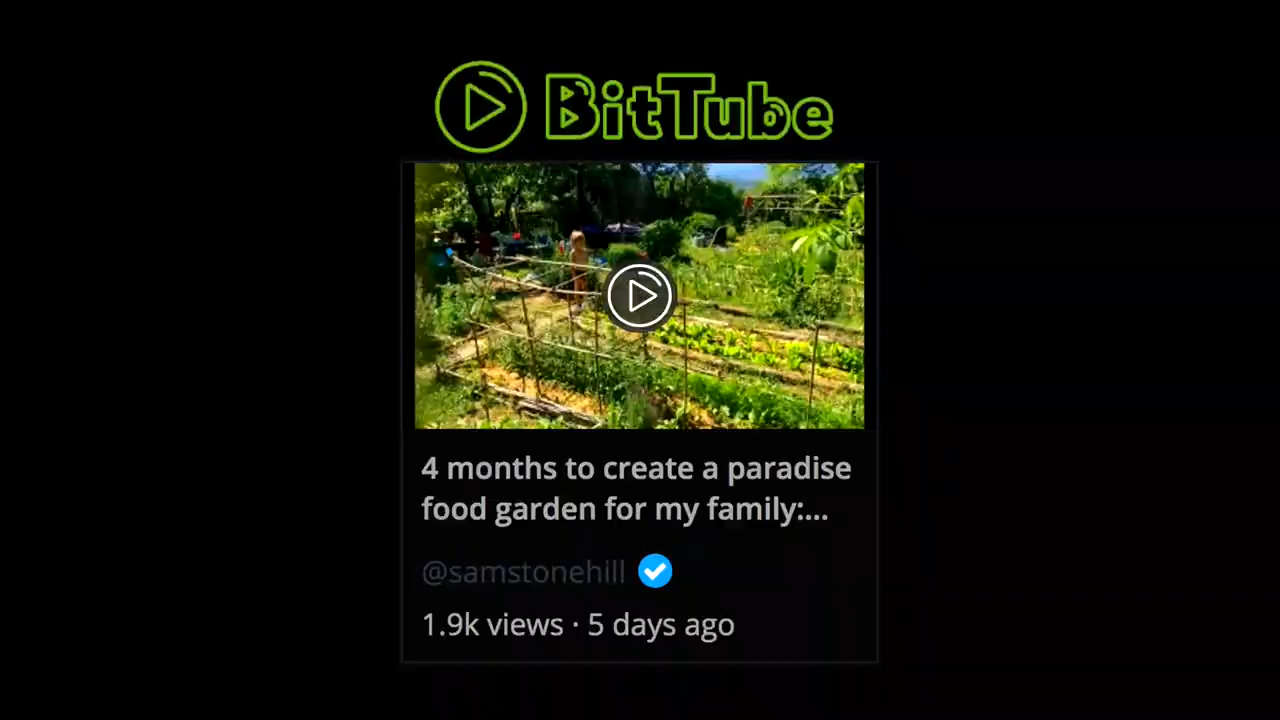 BitTube
4 months to create a paradise
food garden for my family:...
@samstonehill
1.9k views · 5 days ago